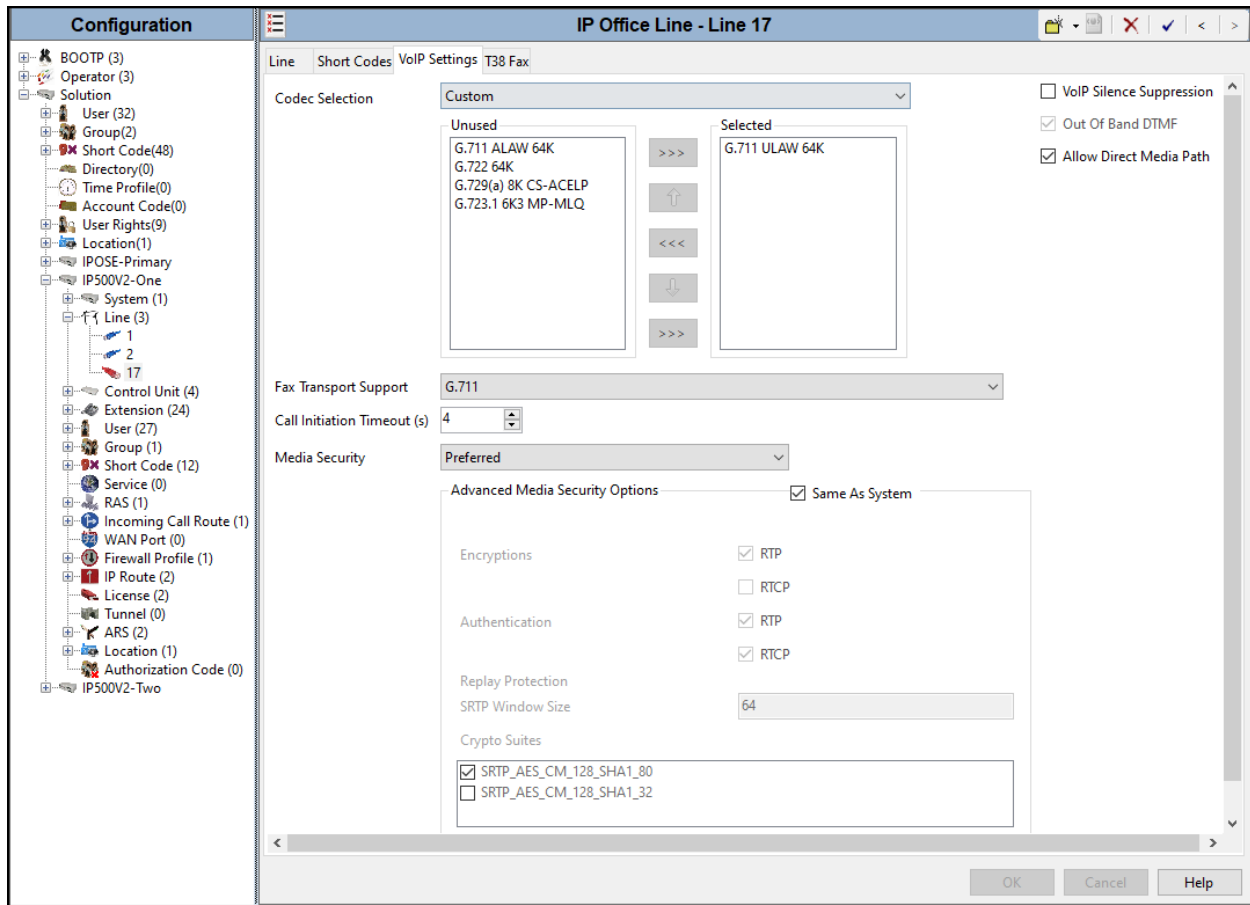 Configuration
BOOTP (3)
Operator (3)
Solution
User (32)
Group(2)
Short Code(48)
Directory(0)
Time Profile(0)
Account Code(0)
User Rights(9)
Location(1)
IPOSE-Primary
IP500V2-One
System (1)
Line (3)
1
2
17
Control Unit (4)
Extension (24)
User (27)
Group (1)
Short Code (12)
Service (0)
RAS (1)
Incoming Call Route (1)
WAN Port (0)
Firewall Profile (1)
IP Route (2)
License (2)
Tunnel (0)
ARS (2)
Location (1)
Authorization Code (0)
IP500V2-Two
IP Office Line - Line 17
Line Short Codes VoIP Settings T38 Fax
Codec Selection Custom
VoIP Silence Suppression
Out Of Band DTMF
Allow Direct Media Path
Unused
G.711 ALAW 64K
G.722 64K
G.729(a) 8K CS-ACELP
G.723.1 6K3 MP-MLQ
>>>
<<<
>>>
Selected
G.711 ULAW 64K
Fax Transport Support G.711
Call Initiation Timeout (s) 4
Media Security Preferred
Advanced Media Security Options Same As System
Encryptions RTP
RTCP
Authentication RTP
RTCP
Replay Protection
SRTP Window Size 64
Crypto Suites
SRTP_AES_CM_128_SHA1_80
SRTP_AES_CM_128_SHA1_32
OK Cancel Help